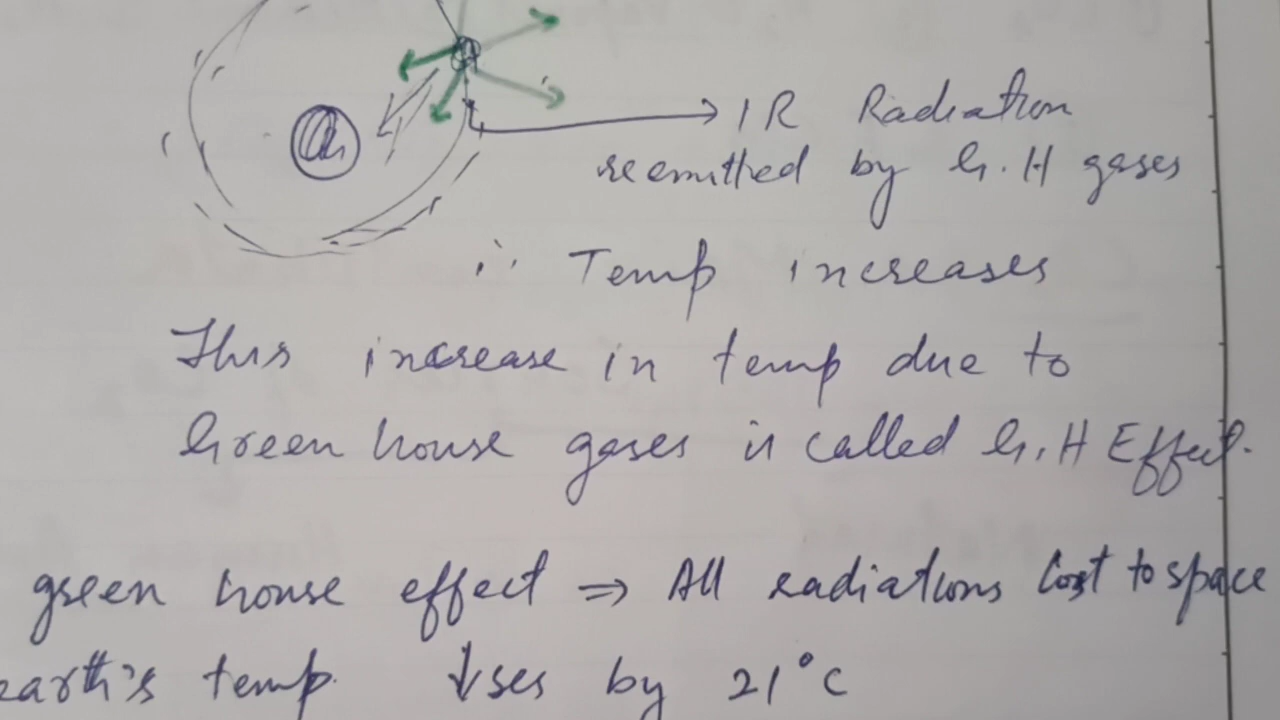 IR Radiation
reemitted by G.H gases
∴ Temp increases
This increase in temp due to
Green house gases is called G.H Effect.
green house effect ⇒ All radiations lost to space
earth's temp ↓ses by 21°C